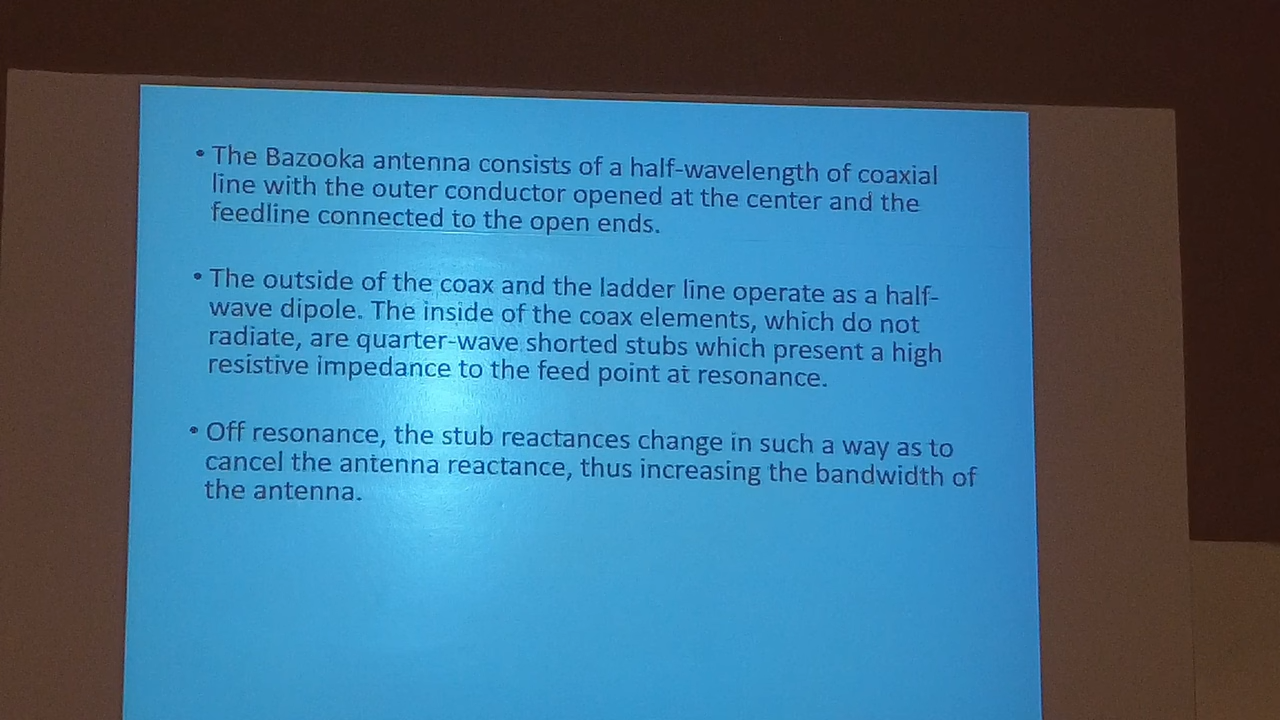 • The Bazooka antenna consists of a half-wavelength of coaxial
line with the outer conductor opened at the center and the
feedline connected to the open ends.
• The outside of the coax and the ladder line operate as a half-
wave dipole. The inside of the coax elements, which do not
radiate, are quarter-wave shorted stubs which present a high
resistive impedance to the feed point at resonance.
• Off resonance, the stub reactances change in such a way as to
cancel the antenna reactance, thus increasing the bandwidth of
the antenna.